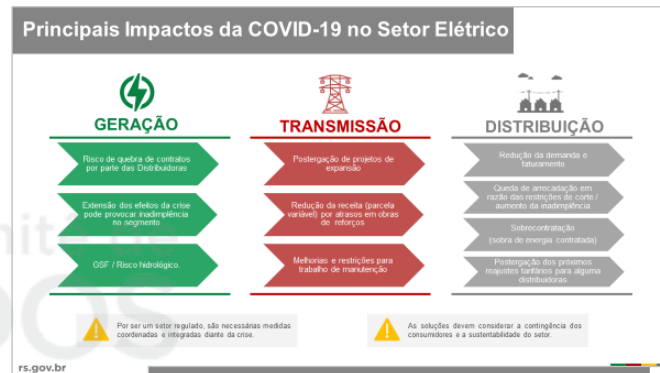 Principais Impactos da COVID-19 no Setor Elétrico
GERAÇÃO
Risco de quebra de contratos
por parte das Distribuidoras
Extensão dos efeitos da crise
pode provocar inadimplência
no segmento
GSF / Risco hidrológico.
TRANSMISSÃO
Postergação de projetos de
expansão
Redução da receita (parcela
variável) por atrasos em obras
de reforços
Melhorias e restrições para
trabalho de manutenção
DISTRIBUIÇÃO
Redução da demanda e
faturamento
Queda de arrecadação em
razão das restrições de corte /
aumento da inadimplência
Sobrecontratação
(sobra de energia contratada)
Postergação dos próximos
reajustes tarifários para alguma
distribuidoras
Por ser um setor regulado, são necessárias medidas
coordenadas e integradas diante da crise.
As soluções devem considerar a contingência dos
consumidores e a sustentabilidade do setor.
rs.gov.br